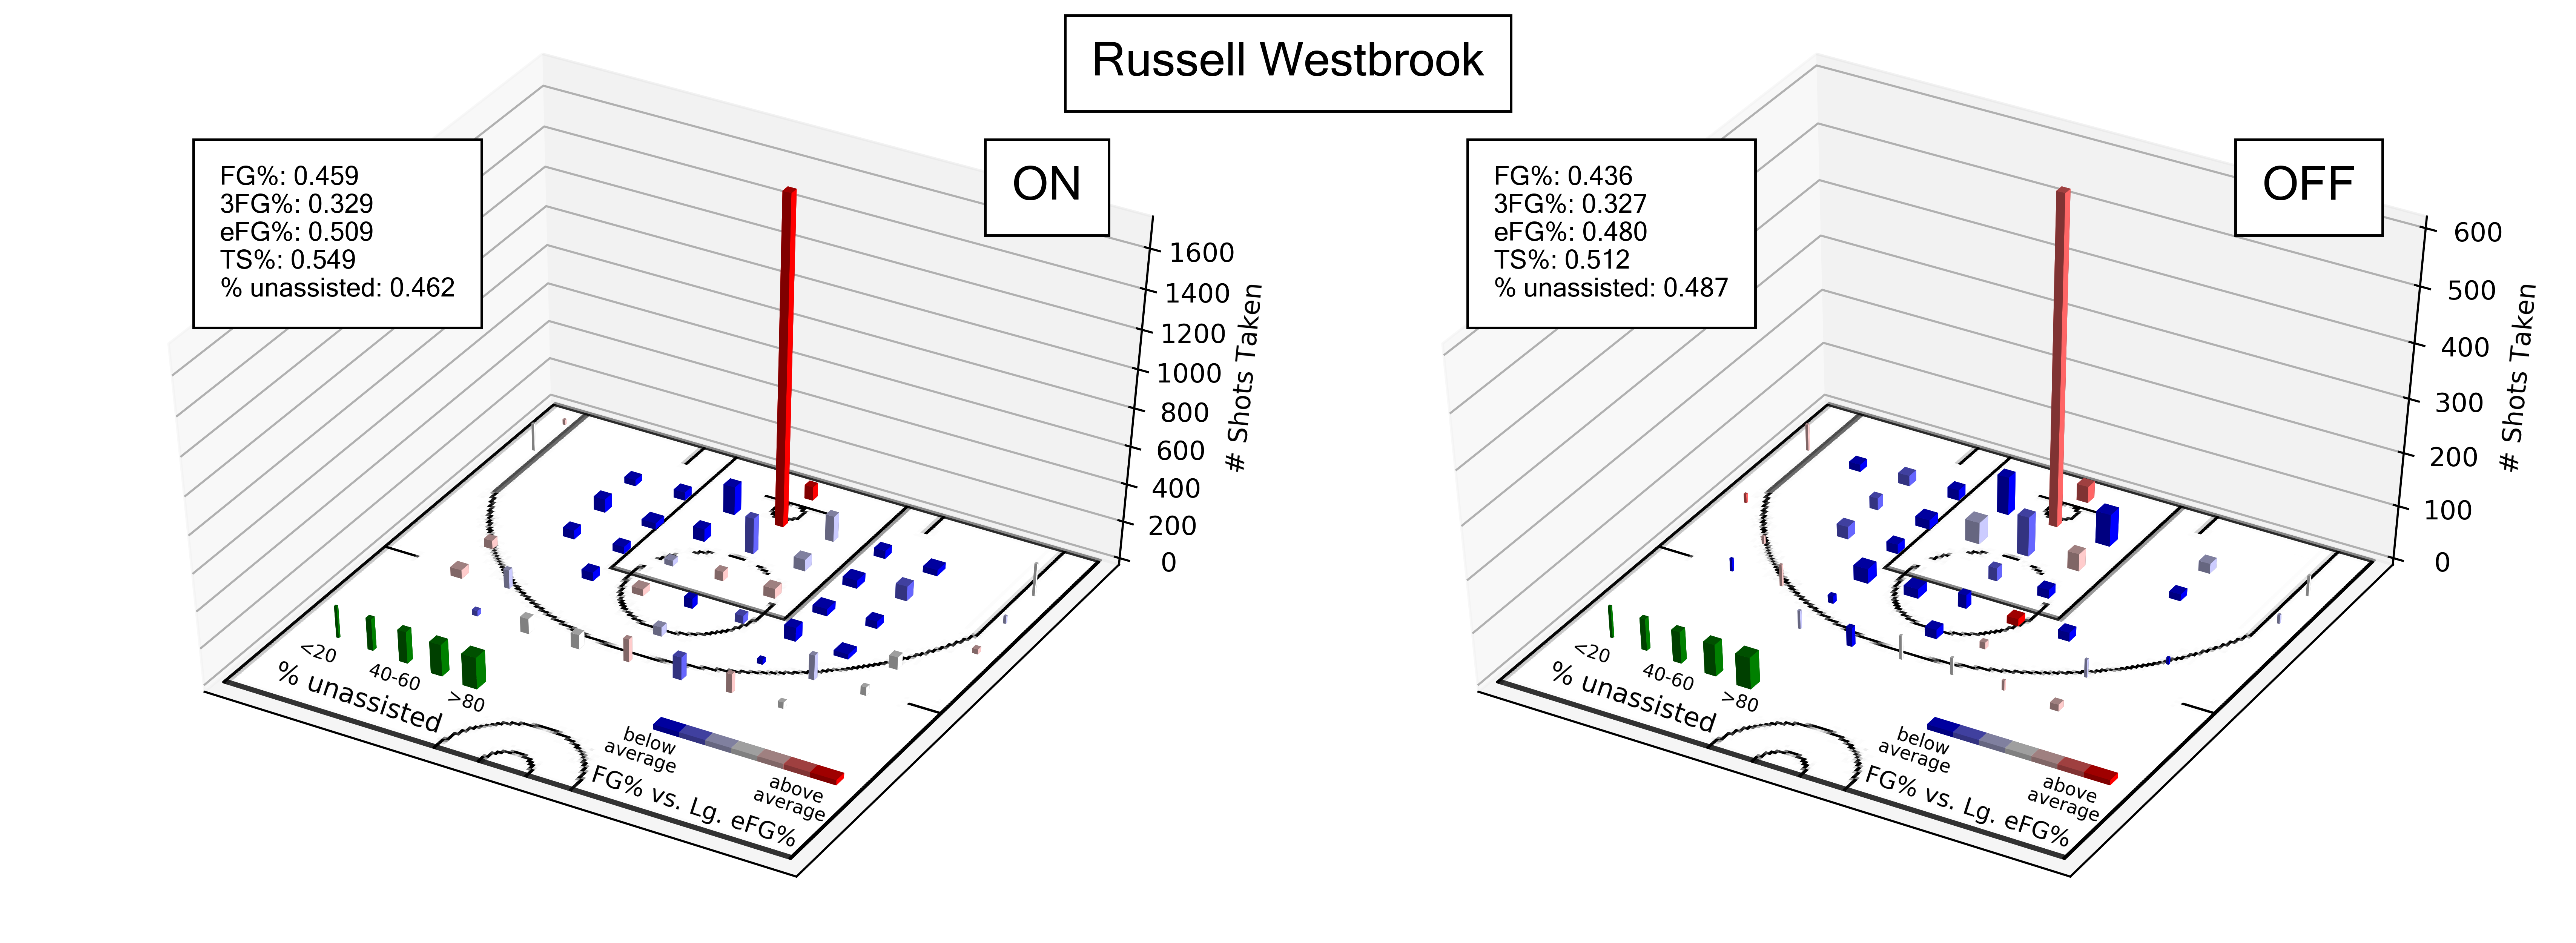 Russell Westbrook
FG%: 0.459
3FG%: 0.329
eFG%: 0.509
TS%: 0.549
% unassisted: 0.462
ON
1600
1400
1200
1000
800
600
400
200
0
# Shots Taken
<20
40-60
>80
% unassisted
below
average
above
average
FG% vs. Lg. eFG%
FG%: 0.436
3FG%: 0.327
eFG%: 0.480
TS%: 0.512
% unassisted: 0.487
OFF
600
500
400
300
200
100
0
# Shots Taken
<20
40-60
>80
% unassisted
below
average
above
average
FG% vs. Lg. eFG%